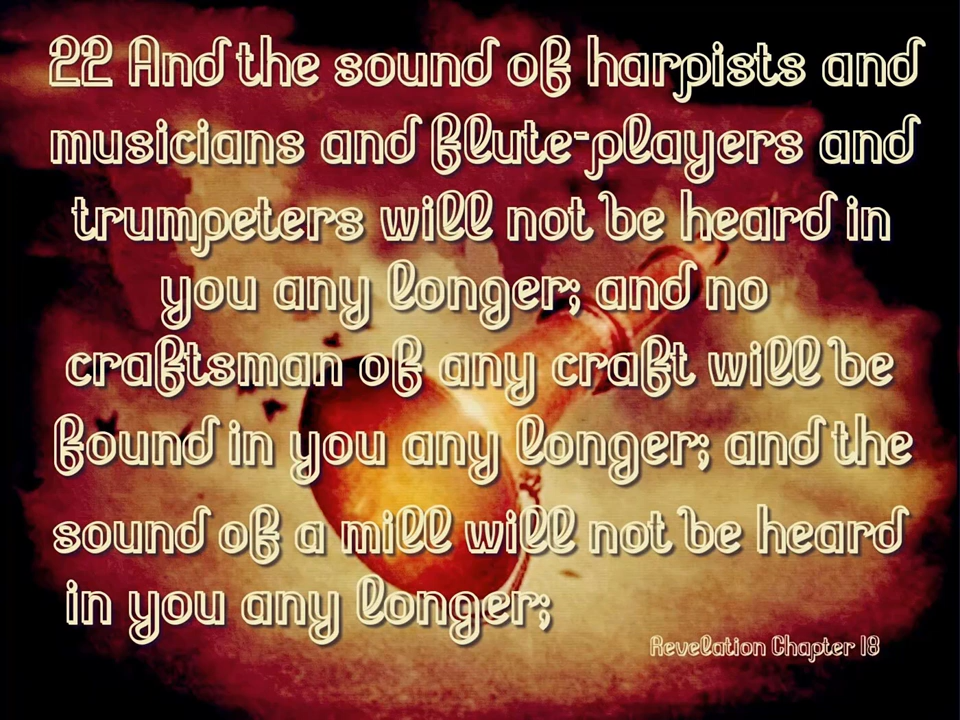 22 And the sound of harpists and
musicians and flute-players and
trumpeters will not be heard in
you any longer; and no
craftsman of any craft will be
found in you any longer; and the
sound of a mill will not be heard
in you any longer;
Revelation Chapter 18